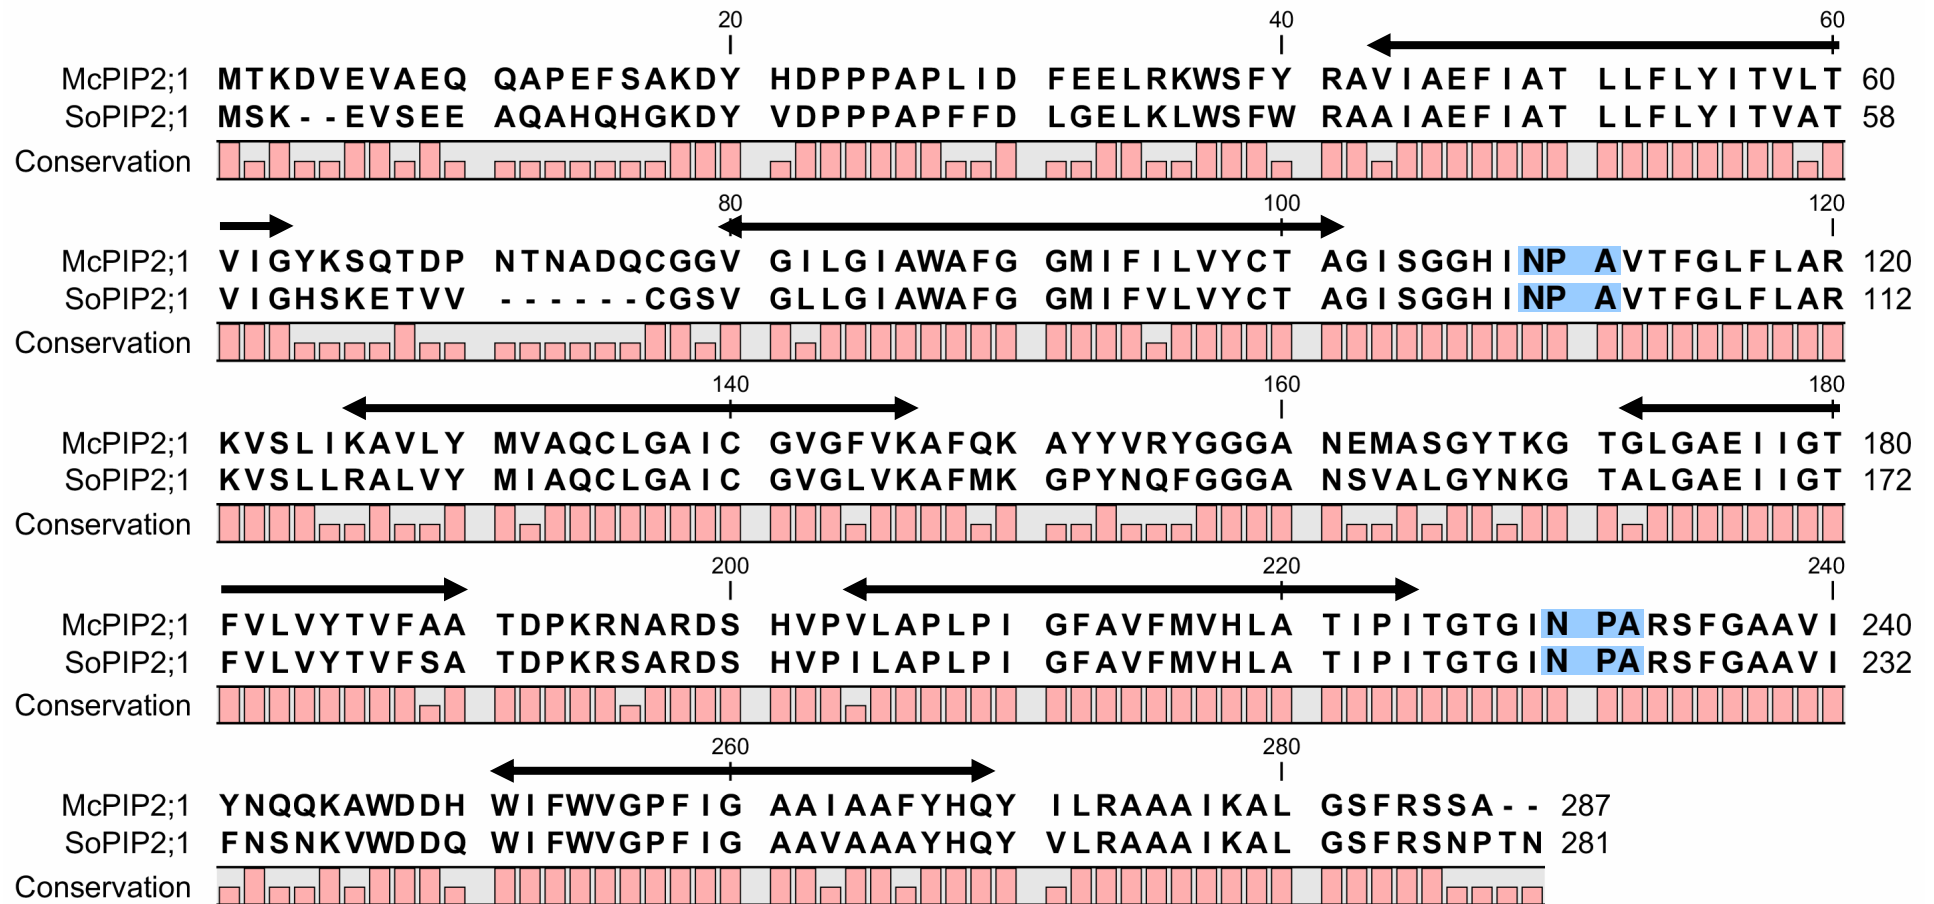 20 40 60
McPIP2;1 MTKDVEVAEQ QAPEFSAKDY HDPPPAPLID FEELRKWSFY RAVIAEFIAT LLFLYITVLT 60
SoPIP2;1 MSK--EVSEE AQAHQHGKDY VDPPPAPFFD LGELKLWSFW RAAIAEFIAT LLFLYITVAT 58
Conservation
80 100 120
McPIP2;1 VIGYKSQTDP NTNADQCGGV GILGIAWAFG GMIFILVYCT AGISGGHINP AVTFGLFLAR 120
SoPIP2;1 VIGHSKETVV ------CGSV GLLGIAWAFG GMIFVLVYCT AGISGGHINP AVTFGLFLAR 112
Conservation
140 160 180
McPIP2;1 KVSLIKAVLY MVAQCLGAIC GVGFVKAFQK AYYVRYGGGA NEMASGYTKG TGLGAEIIGT 180
SoPIP2;1 KVSLLRALVY MIAQCLGAIC GVGLVKAFMK GPYNQFGGGA NSVALGYNKG TALGAEIIGT 172
Conservation
200 220 240
McPIP2;1 FVLVYTVFAA TDPKRNARDS HVPVLAPLPI GFAVFMVHLA TIPITGTGIN PARSFGAAVI 240
SoPIP2;1 FVLVYTVFSA TDPKRSARDS HVPILAPLPI GFAVFMVHLA TIPITGTGIN PARSFGAAVI 232
Conservation
260 280
McPIP2;1 YNQQKAWDDH WIFWVGPFIG AAIAAFYHQY ILRAAAIKAL GSFRSSA-- 287
SoPIP2;1 FNSNKVWDDQ WIFWVGPFIG AAVAAAYHQY VLRAAAIKAL GSFRSNPTN 281
Conservation